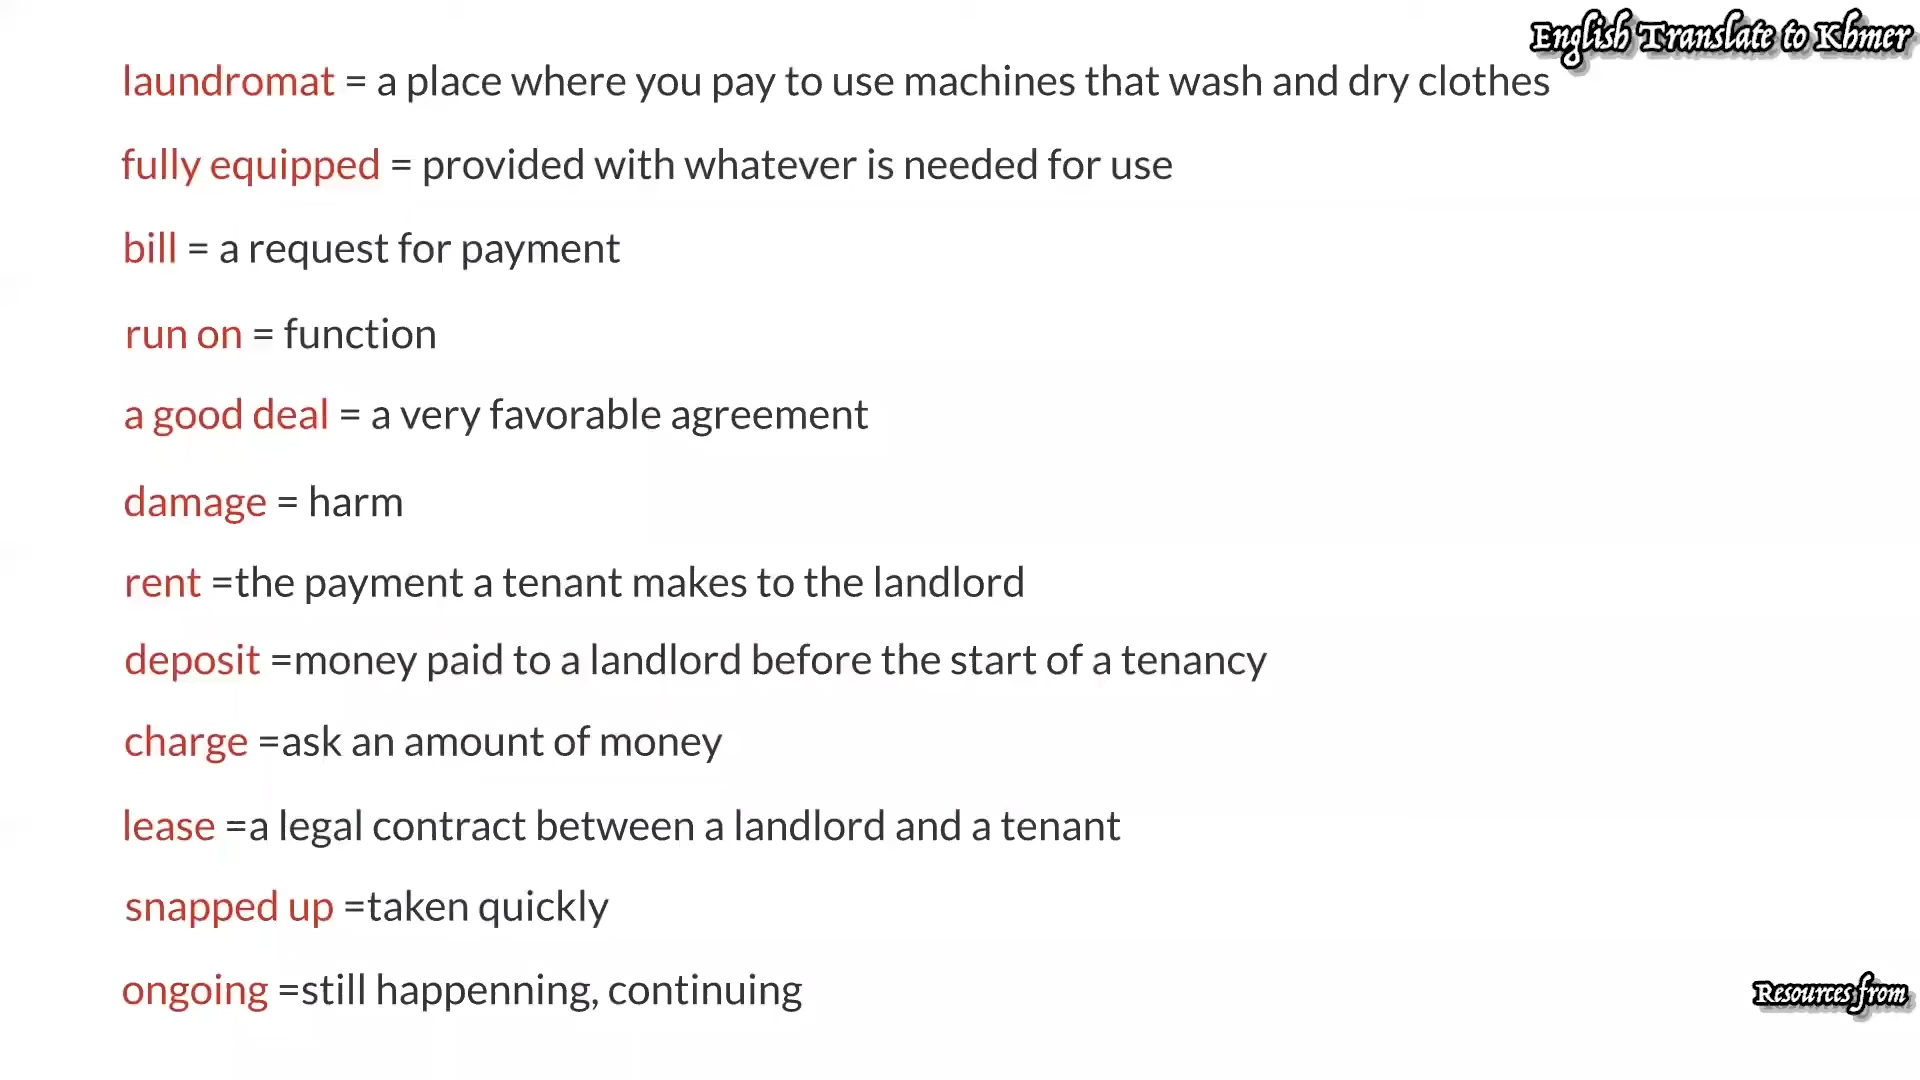 English Translate to Khmer
laundromat = a place where you pay to use machines that wash and dry clothes
fully equipped = provided with whatever is needed for use
bill = a request for payment
run on = function
a good deal = a very favorable agreement
damage = harm
rent =the payment a tenant makes to the landlord
deposit =money paid to a landlord before the start of a tenancy
charge =ask an amount of money
lease =a legal contract between a landlord and a tenant
snapped up =taken quickly
ongoing =still happenning, continuing
Resources from